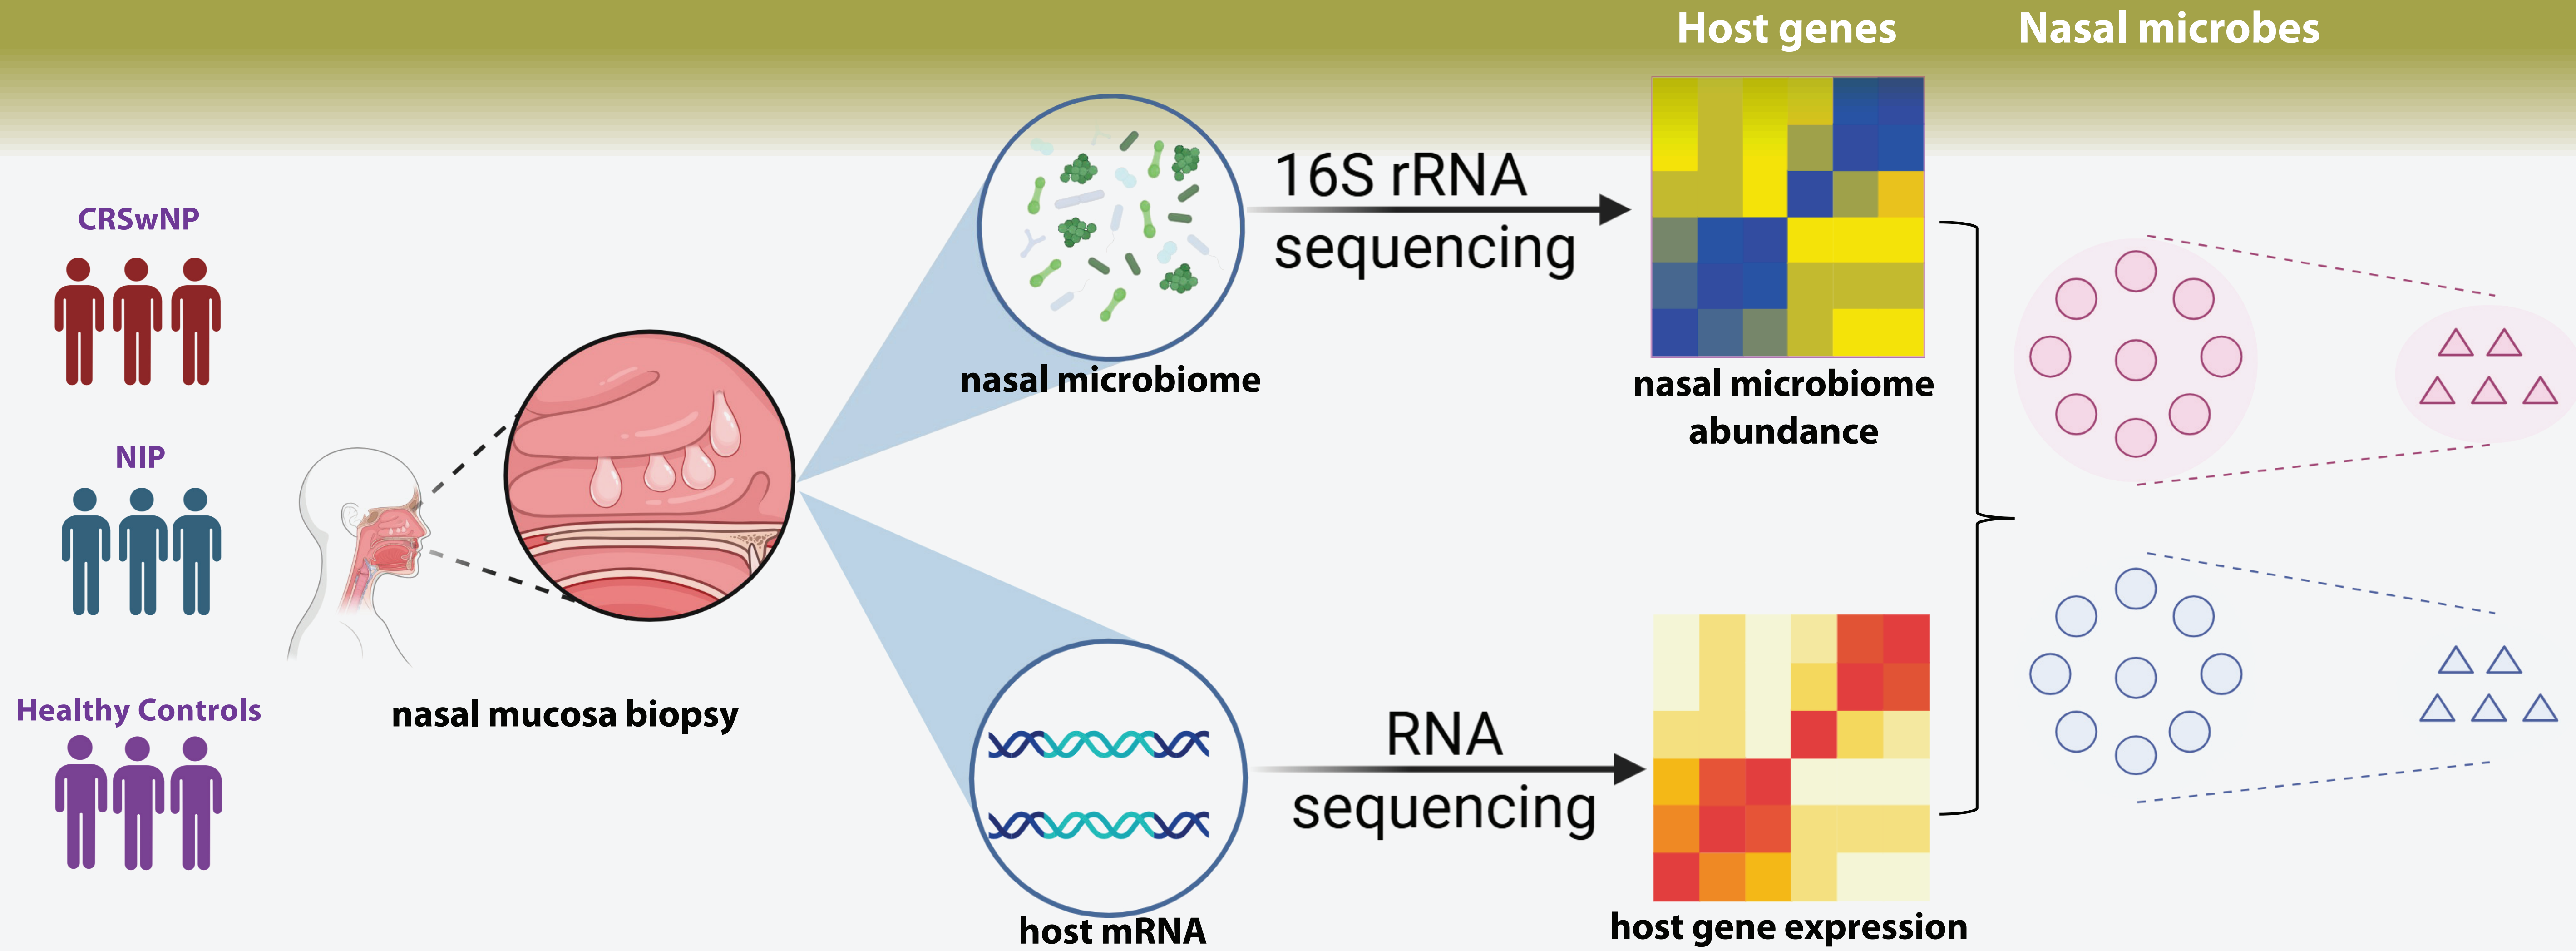 Host genes
Nasal microbes
CRSwNP
NIP
Healthy Controls
nasal mucosa biopsy
nasal microbiome
16S rRNA
sequencing
nasal microbiome
abundance
host mRNA
RNA
sequencing
host gene expression